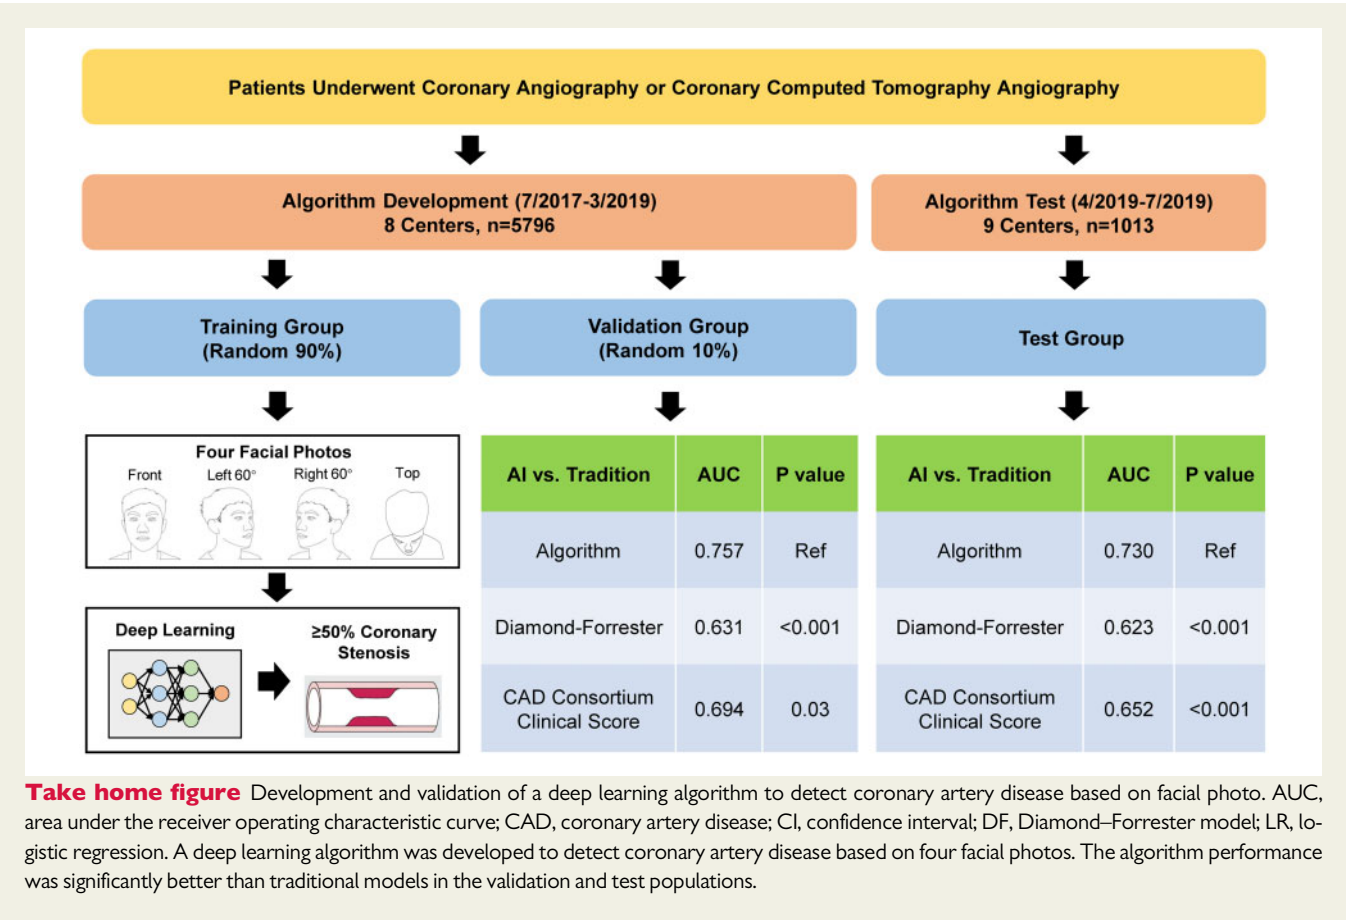 Patients Underwent Coronary Angiography or Coronary Computed Tomography Angiography
Algorithm Development (7/2017-3/2019)
8 Centers, n=5796
Algorithm Test (4/2019-7/2019)
9 Centers, n=1013
Training Group
(Random 90%)
Validation Group
(Random 10%)
Test Group
Four Facial Photos
Front Left 60° Right 60° Top
Deep Learning
≥50% Coronary
Stenosis
AI vs. Tradition AUC P value
Algorithm 0.757 Ref
Diamond-Forrester 0.631 <0.001
CAD Consortium
Clinical Score 0.694 0.03
AI vs. Tradition AUC P value
Algorithm 0.730 Ref
Diamond-Forrester 0.623 <0.001
CAD Consortium
Clinical Score 0.652 <0.001
Take home figure Development and validation of a deep learning algorithm to detect coronary artery disease based on facial photo. AUC,
area under the receiver operating characteristic curve; CAD, coronary artery disease; CI, confidence interval; DF, Diamond–Forrester model; LR, lo-
gistic regression. A deep learning algorithm was developed to detect coronary artery disease based on four facial photos. The algorithm performance
was significantly better than traditional models in the validation and test populations.